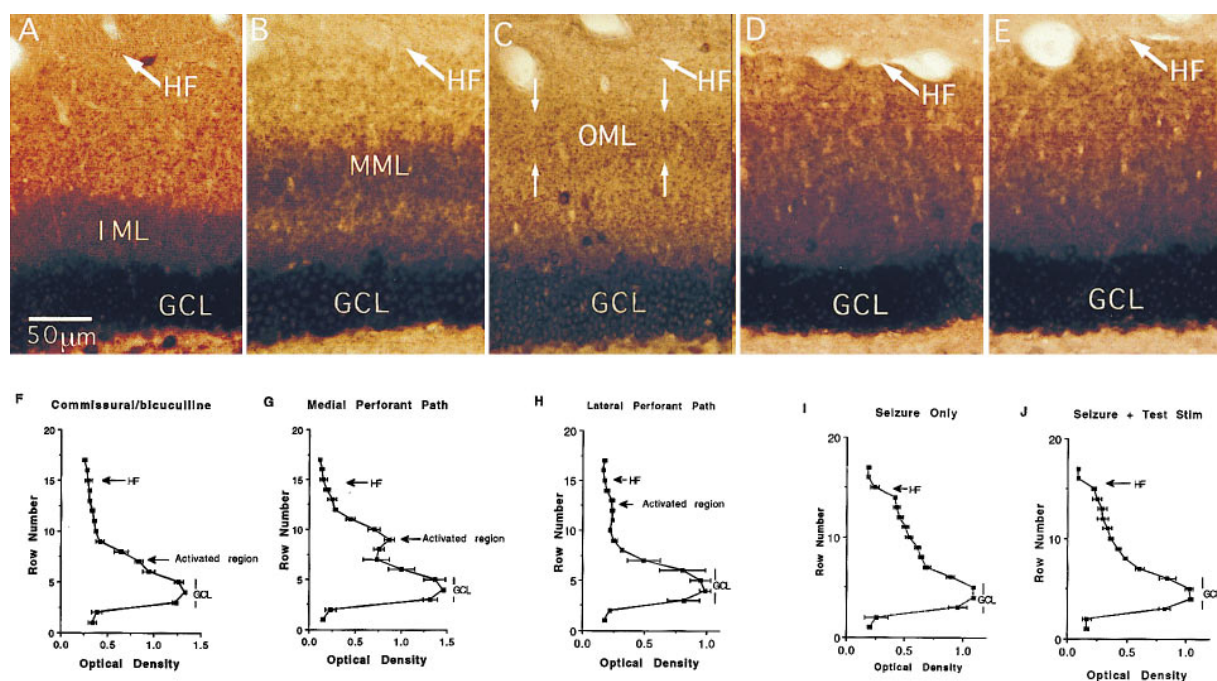 A B C D E
HF HF HF HF HF
OML
MML
IML
GCL GCL GCL GCL GCL
50μm
F Commissural/bicuculline
20
15
10
5
0
Row Number
HF
Activated region
GCL
0.0 0.5 1.0 1.5
Optical Density
G Medial Perforant Path
20
15
10
5
0
Row Number
HF
Activated region
GCL
0.0 0.5 1.0 1.5
Optical Density
H Lateral Perforant Path
20
15
10
5
0
Row Number
HF
Activated region
GCL
0.0 0.5 1.0
Optical Density
I Seizure Only
20
15
10
5
0
Row Number
HF
GCL
0.0 0.5 1.0
Optical Density
J Seizure + Test Stim
20
15
10
5
0
Row Number
HF
GCL
0.0 0.5 1.0
Optical Density